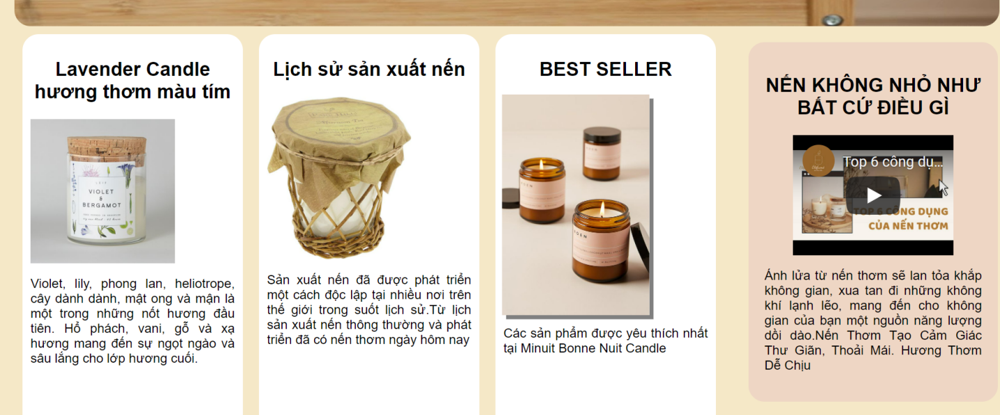 Lavender Candle
hương thơm màu tím
LEIF
VIOLET
&
BERGAMOT
Violet, lily, phong lan, heliotrope,
cây dành dành, mật ong và mận là
một trong những nốt hương đầu
tiên. Hổ phách, vani, gỗ và xạ
hương mang đến sự ngọt ngào và
sâu lắng cho lớp hương cuối.
Lịch sử sản xuất nến
Sản xuất nến đã được phát triển
một cách độc lập tại nhiều nơi trên
thế giới trong suốt lịch sử.Từ lịch
sản xuất nến thông thường và phát
triển đã có nến thơm ngày hôm nay
BEST SELLER
Các sản phẩm được yêu thích nhất
tại Minuit Bonne Nuit Candle
NẾN KHÔNG NHỎ NHƯ
BẤT CỨ ĐIỀU GÌ
Top 6 công dụ...
TOP 6 CÔNG DỤNG
CỦA NẾN THƠM
Ánh lửa từ nến thơm sẽ lan tỏa khắp
không gian, xua tan đi những không
khí lạnh lẽo, mang đến cho không
gian của bạn một nguồn năng lượng
dồi dào.Nến Thơm Tạo Cảm Giác
Thư Giãn, Thoải Mái. Hương Thơm
Dễ Chịu